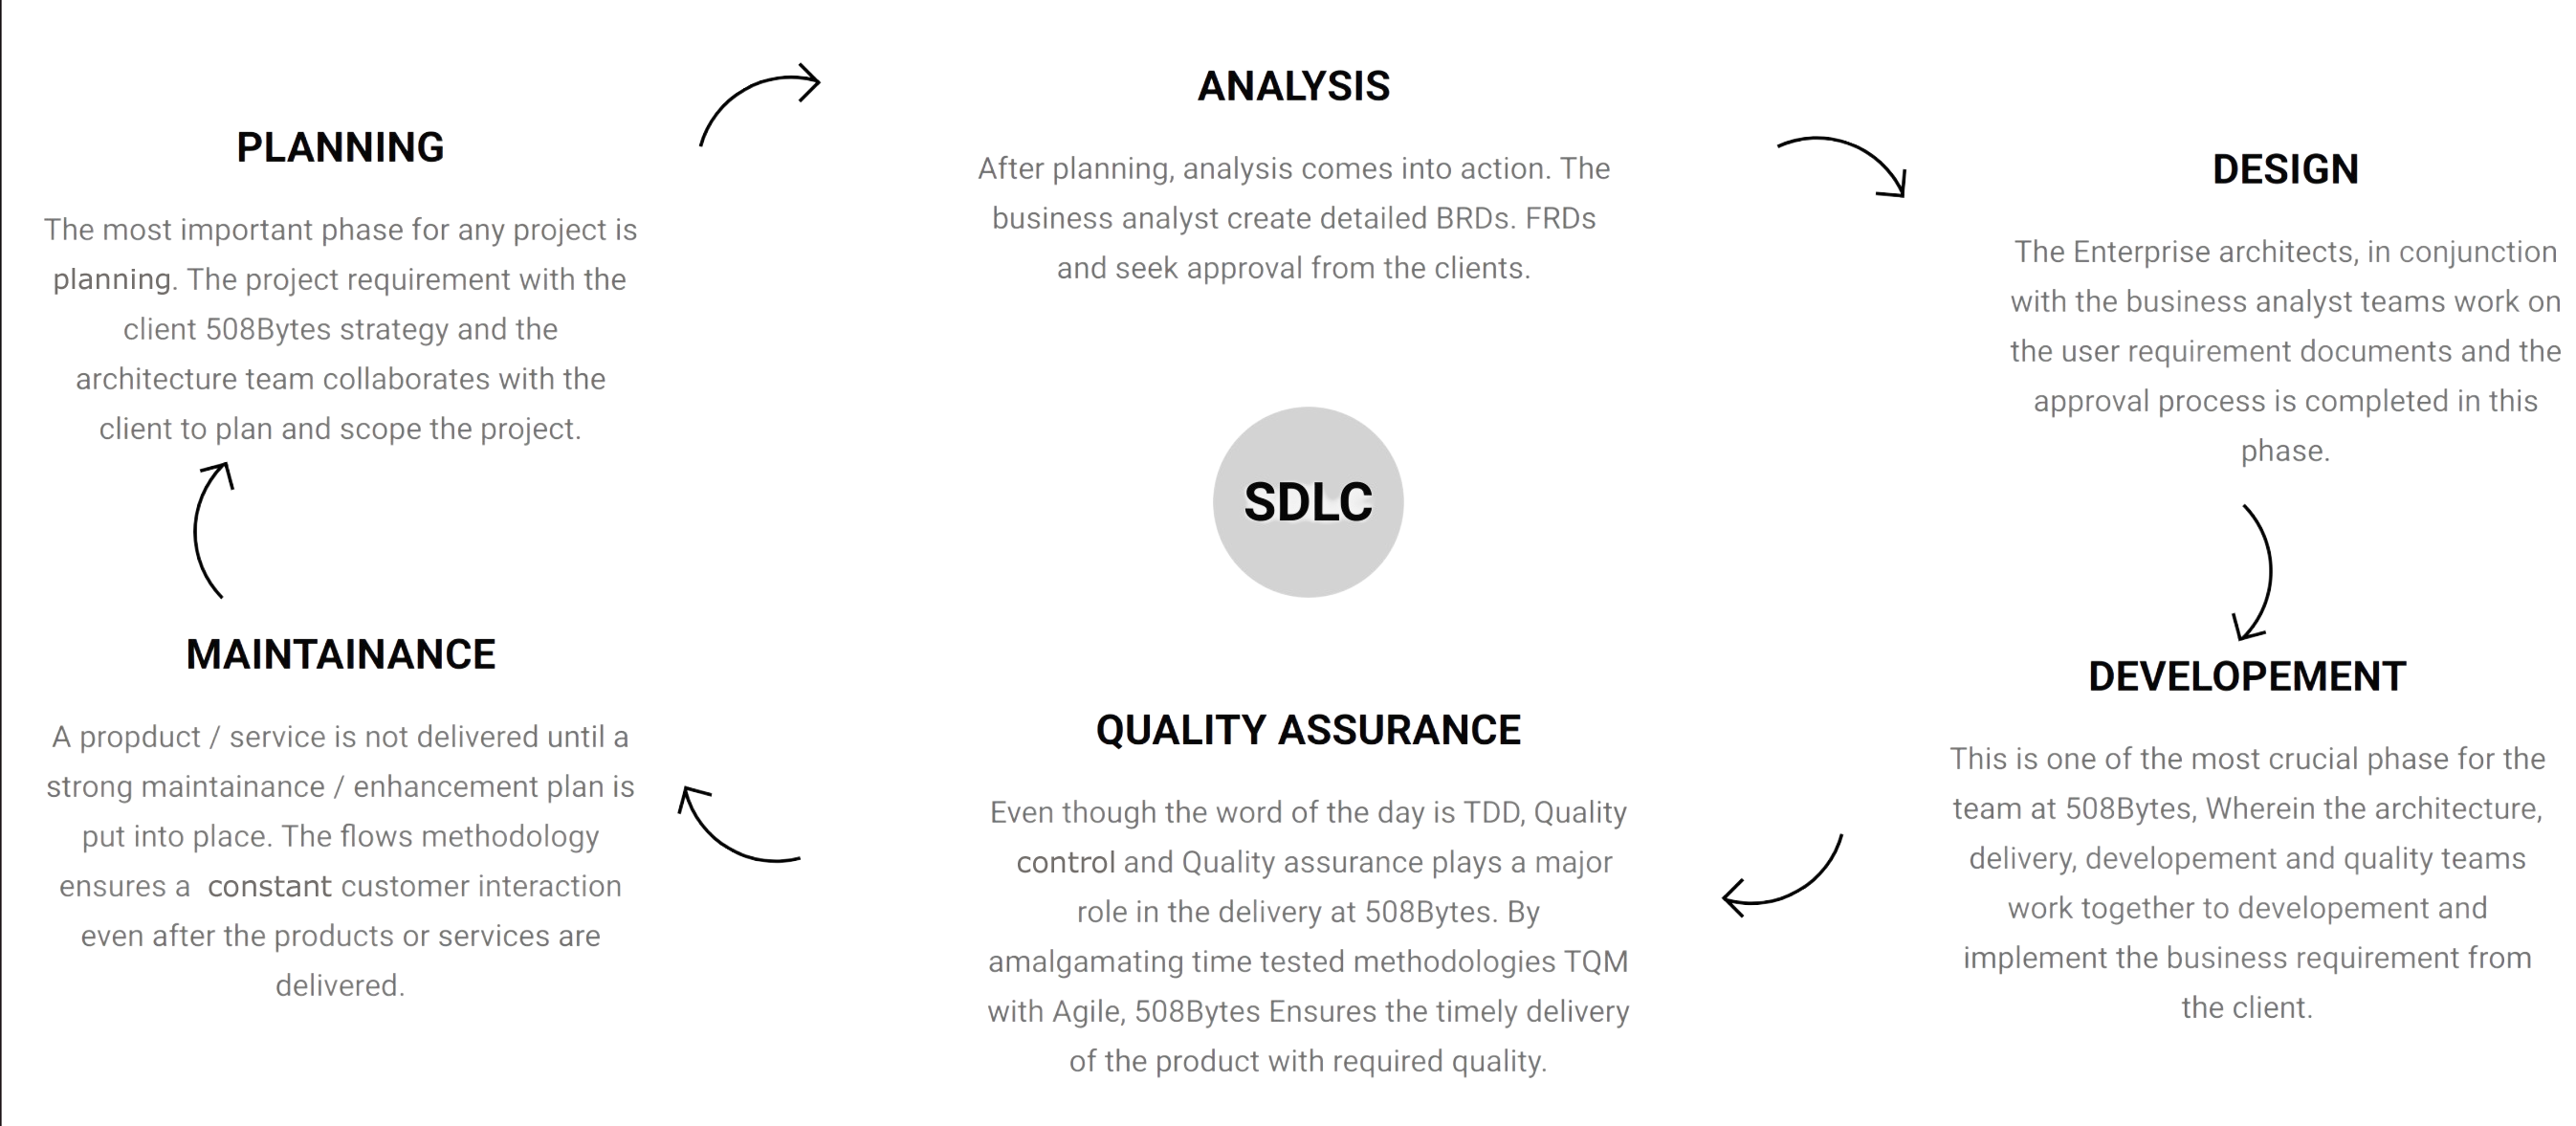 PLANNING
The most important phase for any project is
planning. The project requirement with the
client 508Bytes strategy and the
architecture team collaborates with the
client to plan and scope the project.
ANALYSIS
After planning, analysis comes into action. The
business analyst create detailed BRDs. FRDs
and seek approval from the clients.
DESIGN
The Enterprise architects, in conjunction
with the business analyst teams work on
the user requirement documents and the
approval process is completed in this
phase.
SDLC
DEVELOPEMENT
This is one of the most crucial phase for the
team at 508Bytes, Wherein the architecture,
delivery, developement and quality teams
work together to developement and
implement the business requirement from
the client.
QUALITY ASSURANCE
Even though the word of the day is TDD, Quality
control and Quality assurance plays a major
role in the delivery at 508Bytes. By
amalgamating time tested methodologies TQM
with Agile, 508Bytes Ensures the timely delivery
of the product with required quality.
MAINTAINANCE
A propduct / service is not delivered until a
strong maintainance / enhancement plan is
put into place. The flows methodology
ensures a constant customer interaction
even after the products or services are
delivered.